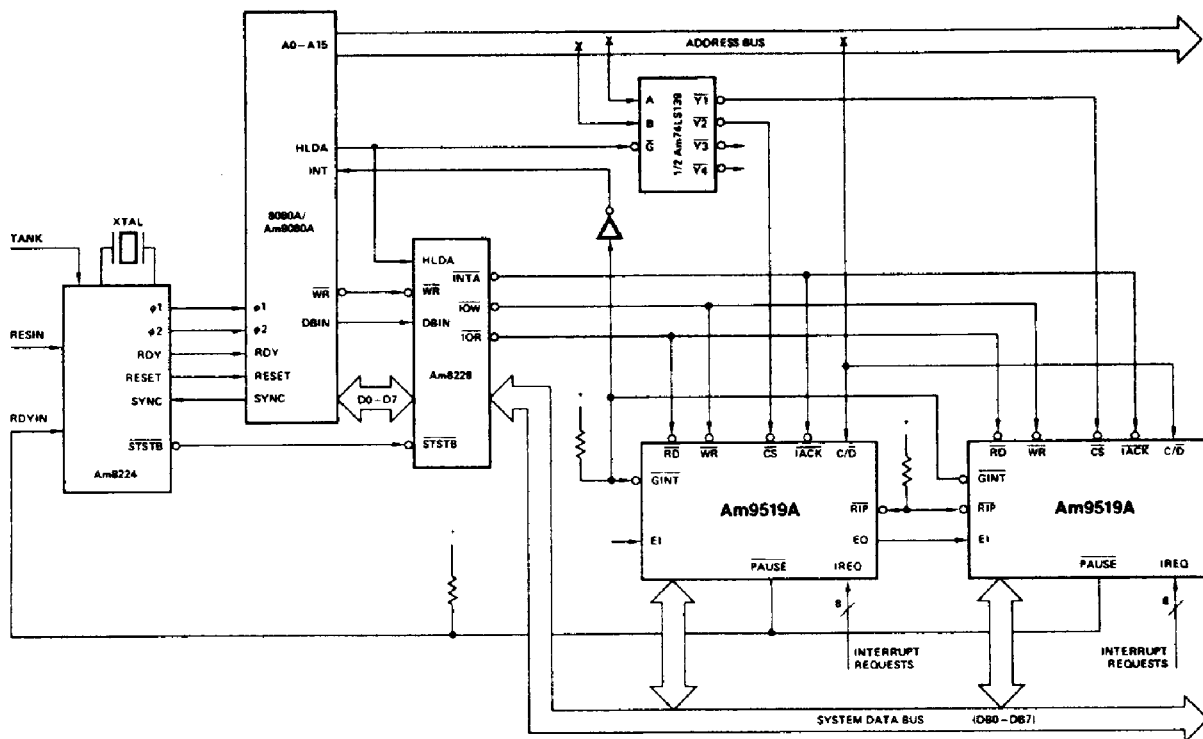 A0-A15
ADDRESS BUS
A
B
GI
1/2 Am74LS139
Y1
Y2
Y3
Y4
HLDA
INT
8080A/
Am8080A
WR
DBIN
φ1
φ2
RDY
RESET
SYNC
XTAL
TANK
RESIN
RDYIN
φ1
φ2
RDY
RESET
SYNC
STSTB
Am8224
D0-D7
HLDA
WR
DBIN
INTA
IOW
IOR
Am8228
STSTB
RD
WR
CS
IACK
C/D
GINT
Am9519A
RIP
EI
EO
PAUSE
IREQ
8
INTERRUPT
REQUESTS
RD
WR
CS
IACK
C/D
GINT
Am9519A
RIP
EI
PAUSE
IREQ
8
INTERRUPT
REQUESTS
SYSTEM DATA BUS (DB0-DB7)